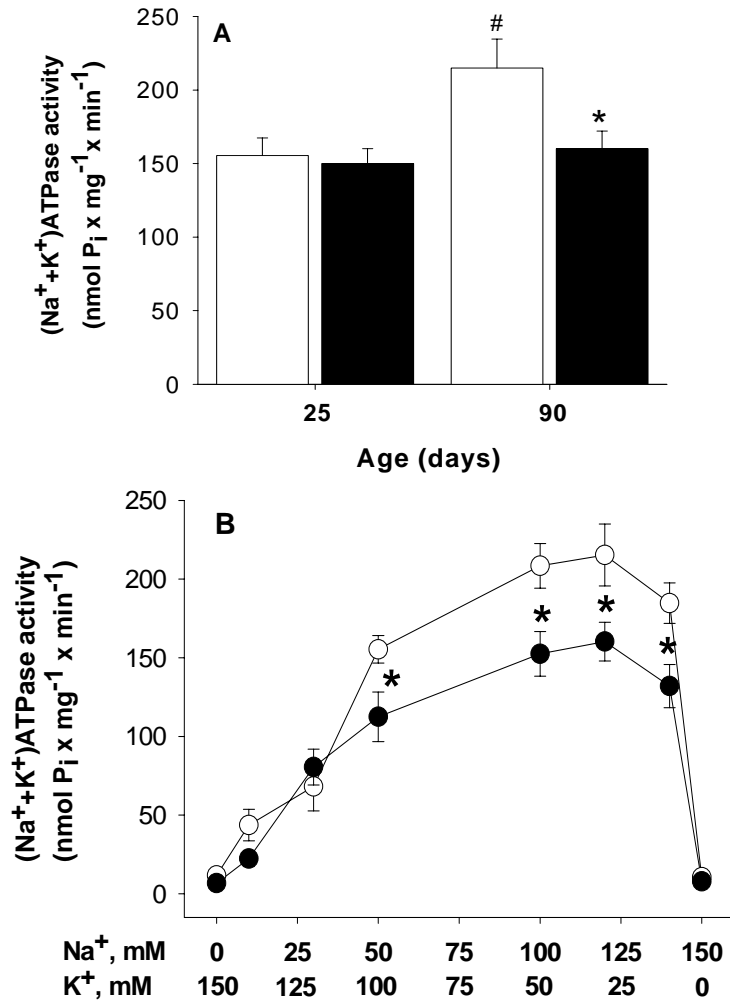 A
(Na⁺+K⁺)ATPase activity
(nmol Pᵢ x mg⁻¹ x min⁻¹)
250
200
150
100
50
0
#
*
25 90
Age (days)
B
(Na⁺+K⁺)ATPase activity
(nmol Pᵢ x mg⁻¹ x min⁻¹)
250
200
150
100
50
0
*
*
*
*
Na⁺, mM 0 25 50 75 100 125 150
K⁺, mM 150 125 100 75 50 25 0